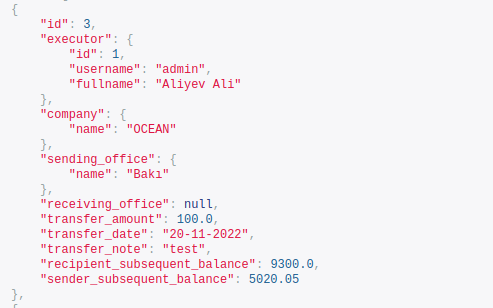 {
"id": 3,
"executor": {
"id": 1,
"username": "admin",
"fullname": "Aliyev Ali"
},
"company": {
"name": "OCEAN"
},
"sending_office": {
"name": "Bakı"
},
"receiving_office": null,
"transfer_amount": 100.0,
"transfer_date": "20-11-2022",
"transfer_note": "test",
"recipient_subsequent_balance": 9300.0,
"sender_subsequent_balance": 5020.05
},
{